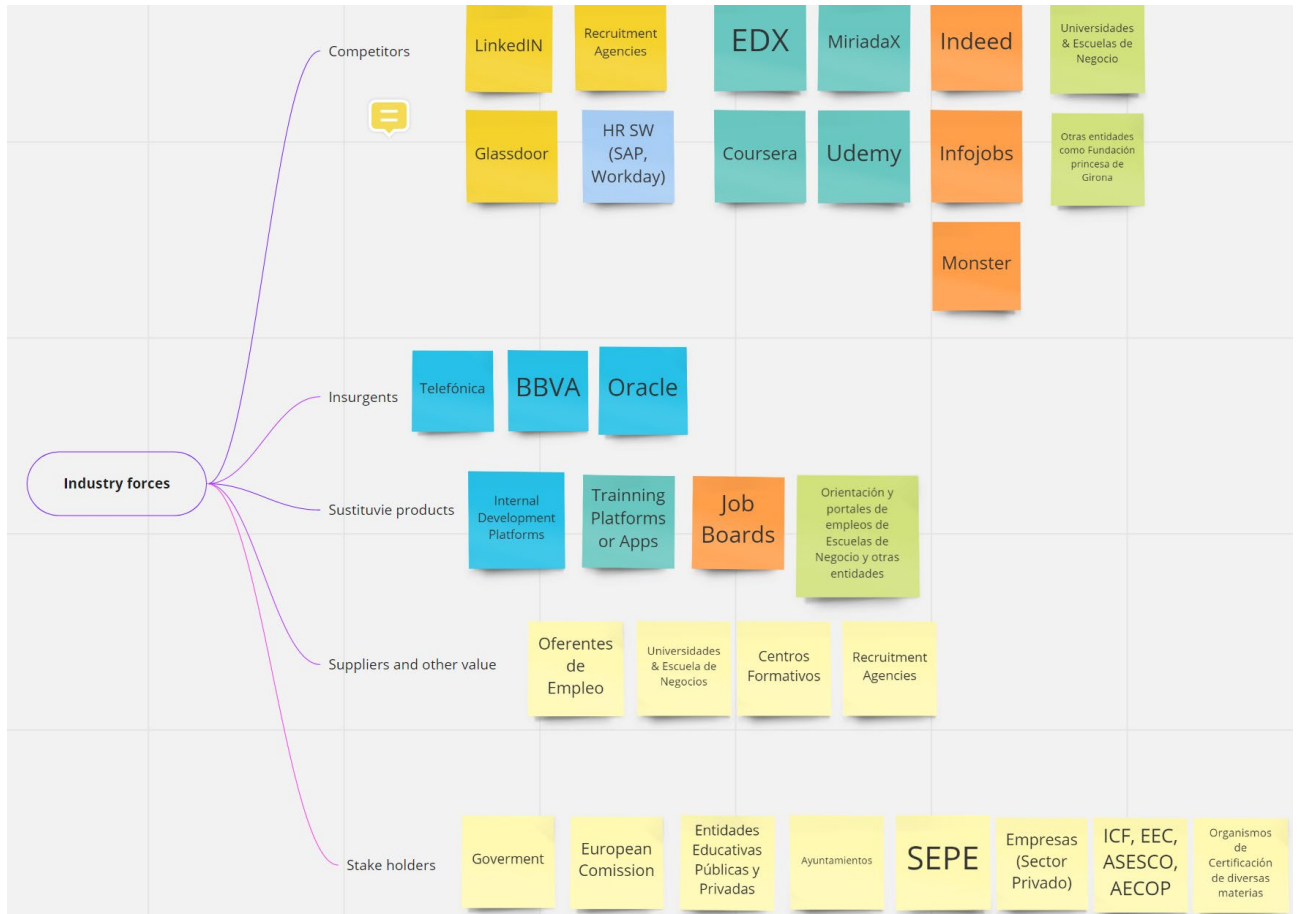 Competitors
LinkedIN
Recruitment
Agencies
EDX
MiriadaX
Indeed
Universidades
& Escuelas de
Negocio
Glassdoor
HR SW
(SAP,
Workday)
Coursera
Udemy
Infojobs
Otras entidades
como Fundación
princesa de
Girona
Monster
Insurgents
Telefónica
BBVA
Oracle
Industry forces
Sustituvie products
Internal
Development
Platforms
Trainning
Platforms
or Apps
Job
Boards
Orientación y
portales de
empleos de
Escuelas de
Negocio y otras
entidades
Suppliers and other value
Oferentes
de
Empleo
Universidades
& Escuela de
Negocios
Centros
Formativos
Recruitment
Agencies
Stake holders
Goverment
European
Comission
Entidades
Educativas
Públicas y
Privadas
Ayuntamientos
SEPE
Empresas
(Sector
Privado)
ICF, EEC,
ASESCO,
AECOP
Organismos
de
Certificación
de diversas
materias